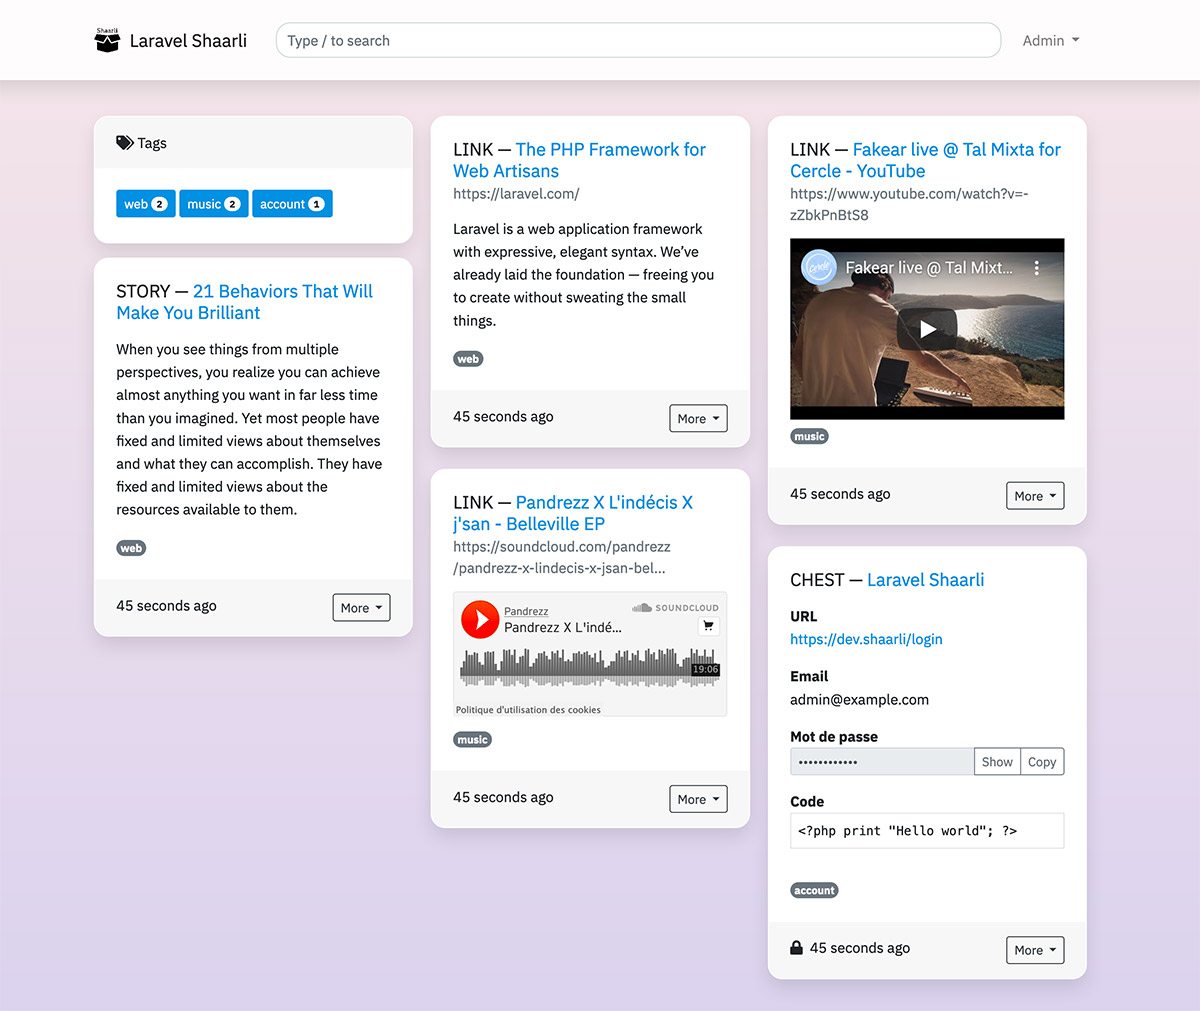 Shaarli
Laravel Shaarli
Type / to search
Admin
Tags
web 2
music 2
account 1
STORY — 21 Behaviors That Will
Make You Brilliant
When you see things from multiple
perspectives, you realize you can achieve
almost anything you want in far less time
than you imagined. Yet most people have
fixed and limited views about themselves
and what they can accomplish. They have
fixed and limited views about the
resources available to them.
web
45 seconds ago
More
LINK — The PHP Framework for
Web Artisans
https://laravel.com/
Laravel is a web application framework
with expressive, elegant syntax. We’ve
already laid the foundation — freeing you
to create without sweating the small
things.
web
45 seconds ago
More
LINK — Pandrezz X L'indécis X
j'san - Belleville EP
https://soundcloud.com/pandrezz
/pandrezz-x-lindecis-x-jsan-bel...
Pandrezz
SOUNDCLOUD
Pandrezz X L'indé...
19:06
Politique d'utilisation des cookies
music
45 seconds ago
More
LINK — Fakear live @ Tal Mixta for
Cercle - YouTube
https://www.youtube.com/watch?v=-
zZbkPnBtS8
Cercle
Fakear live @ Tal Mixt...
music
45 seconds ago
More
CHEST — Laravel Shaarli
URL
https://dev.shaarli/login
Email
admin@example.com
Mot de passe
••••••••••••
Show
Copy
Code
<?php print "Hello world"; ?>
account
45 seconds ago
More